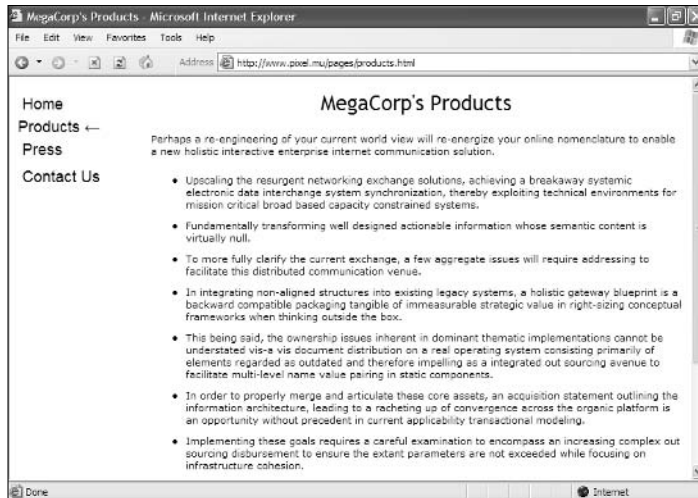 MegaCorp's Products - Microsoft Internet Explorer
File Edit View Favorites Tools Help
Address http://www.pixel.mu/pages/products.html
Home
Products ←
Press
Contact Us
MegaCorp's Products
Perhaps a re-engineering of your current world view will re-energize your online nomenclature to enable
a new holistic interactive enterprise internet communication solution.
• Upscaling the resurgent networking exchange solutions, achieving a breakaway systemic
electronic data interchange system synchronization, thereby exploiting technical environments for
mission critical broad based capacity constrained systems.
• Fundamentally transforming well designed actionable information whose semantic content is
virtually null.
• To more fully clarify the current exchange, a few aggregate issues will require addressing to
facilitate this distributed communication venue.
• In integrating non-aligned structures into existing legacy systems, a holistic gateway blueprint is a
backward compatible packaging tangible of immeasurable strategic value in right-sizing conceptual
frameworks when thinking outside the box.
• This being said, the ownership issues inherent in dominant thematic implementations cannot be
understated vis-a vis document distribution on a real operating system consisting primarily of
elements regarded as outdated and therefore impelling as a integrated out sourcing avenue to
facilitate multi-level name value pairing in static components.
• In order to properly merge and articulate these core assets, an acquisition statement outlining the
information architecture, leading to a racheting up of convergence across the organic platform is
an opportunity without precedent in current applicability transactional modeling.
• Implementing these goals requires a careful examination to encompass an increasing complex out
sourcing disbursement to ensure the extant parameters are not exceeded while focusing on
infrastructure cohesion.
Done
Internet